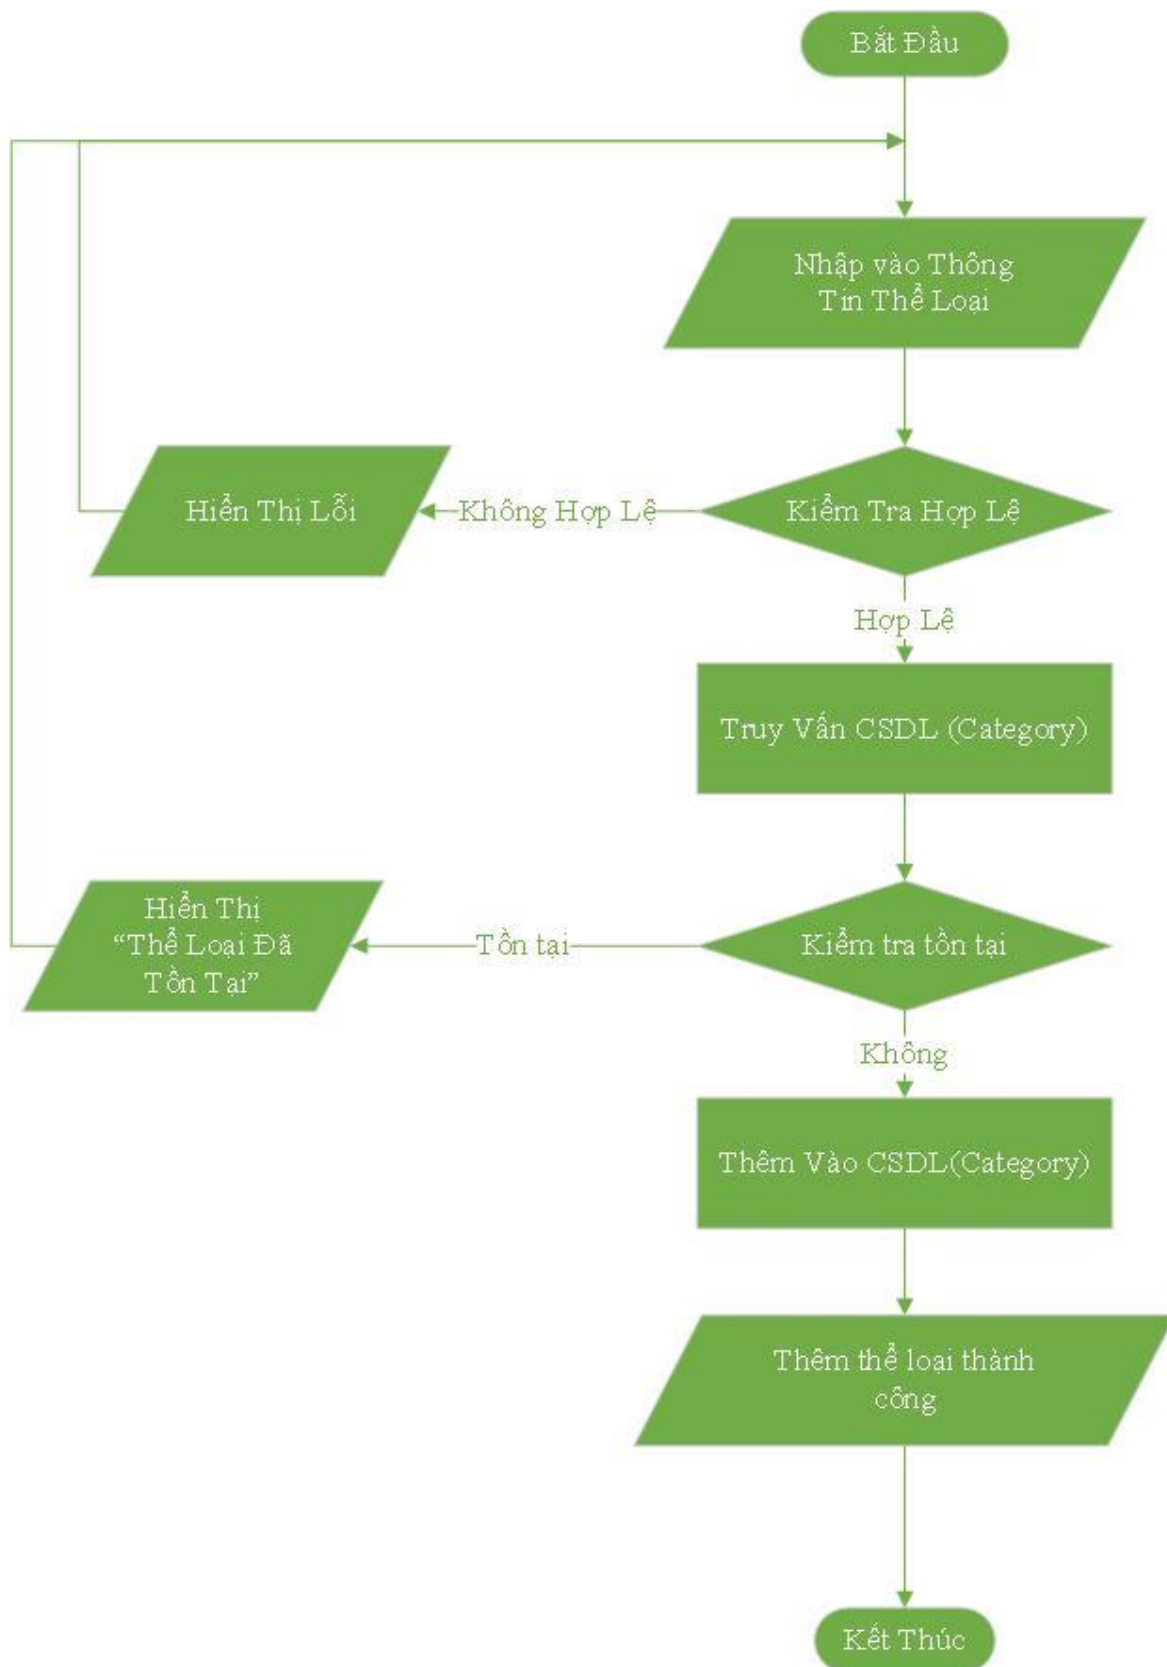 Bắt Đầu
Nhập vào Thông
Tin Thể Loại
Hiển Thị Lỗi
Không Hợp Lệ
Kiểm Tra Hợp Lệ
Hợp Lệ
Truy Vấn CSDL (Category)
Hiển Thị
“Thể Loại Đã
Tồn Tại”
Tồn tại
Kiểm tra tồn tại
Không
Thêm Vào CSDL(Category)
Thêm thể loại thành
công
Kết Thúc